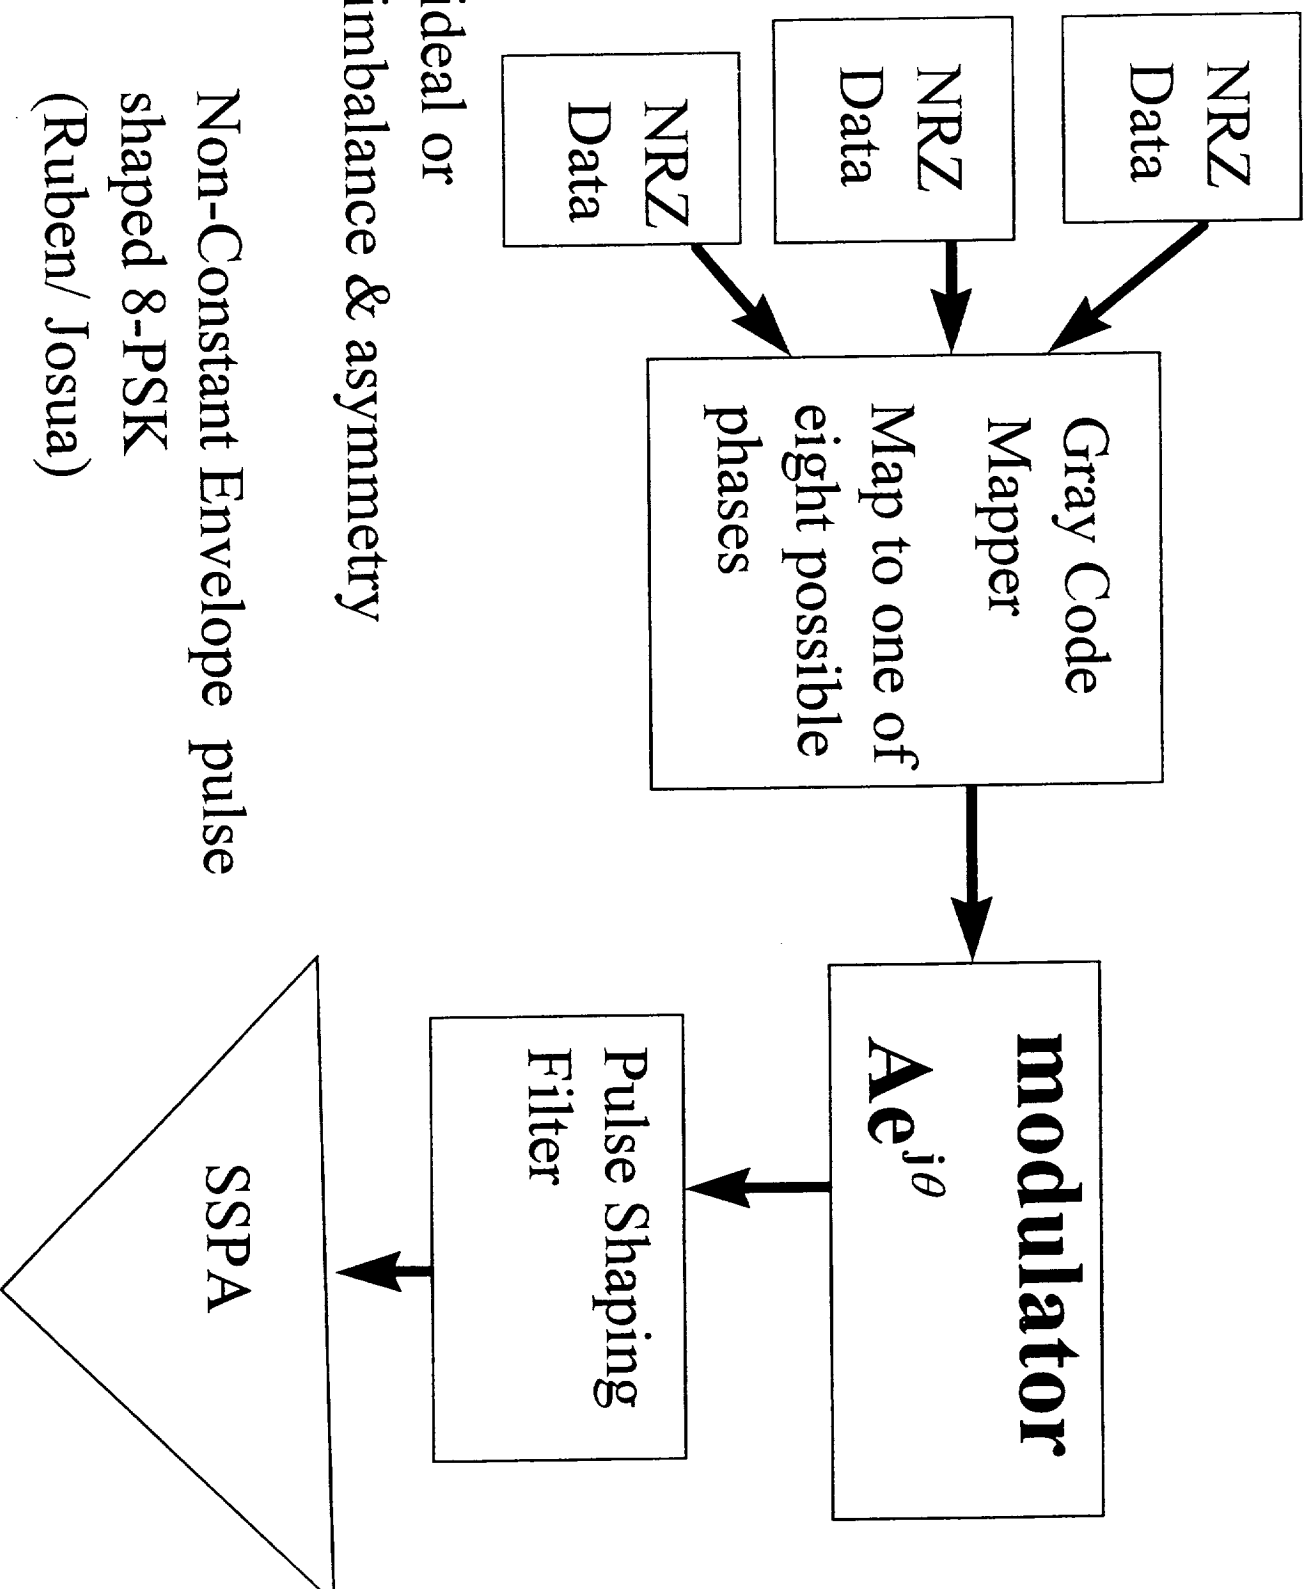 NRZ
Data
NRZ
Data
NRZ
Data
Gray Code
Mapper
Map to one of
eight possible
phases
modulator
Ae^{jθ}
Pulse Shaping
Filter
SSPA
ideal or
imbalance & asymmetry
Non-Constant Envelope pulse
shaped 8-PSK
(Ruben/ Josua)